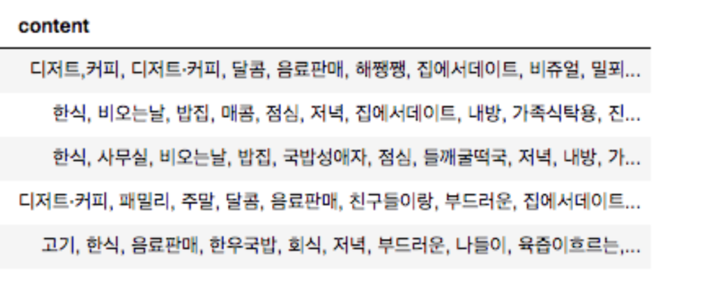 content
디저트,커피, 디저트·커피, 달콤, 음료판매, 해쨍쨍, 집에서데이트, 비쥬얼, 밀푀...
한식, 비오는날, 밥집, 매콤, 점심, 저녁, 집에서데이트, 내방, 가족식탁용, 진...
한식, 사무실, 비오는날, 밥집, 국밥성애자, 점심, 들깨굴떡국, 저녁, 내방, 가...
디저트·커피, 패밀리, 주말, 달콤, 음료판매, 친구들이랑, 부드러운, 집에서데이트...
고기, 한식, 음료판매, 한우국밥, 회식, 저녁, 부드러운, 나들이, 육즙이흐르는,...